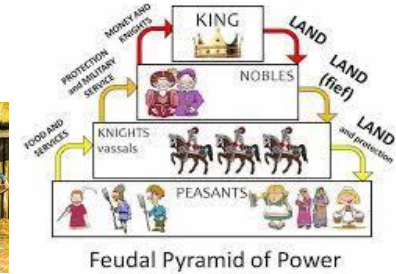 KING
MONEY AND
KNIGHTS
LAND
PROTECTION
and MILITARY
SERVICE
NOBLES
LAND
(fief)
FOOD AND
SERVICES
KNIGHTS
vassals
LAND
and protection
PEASANTS
Feudal Pyramid of Power